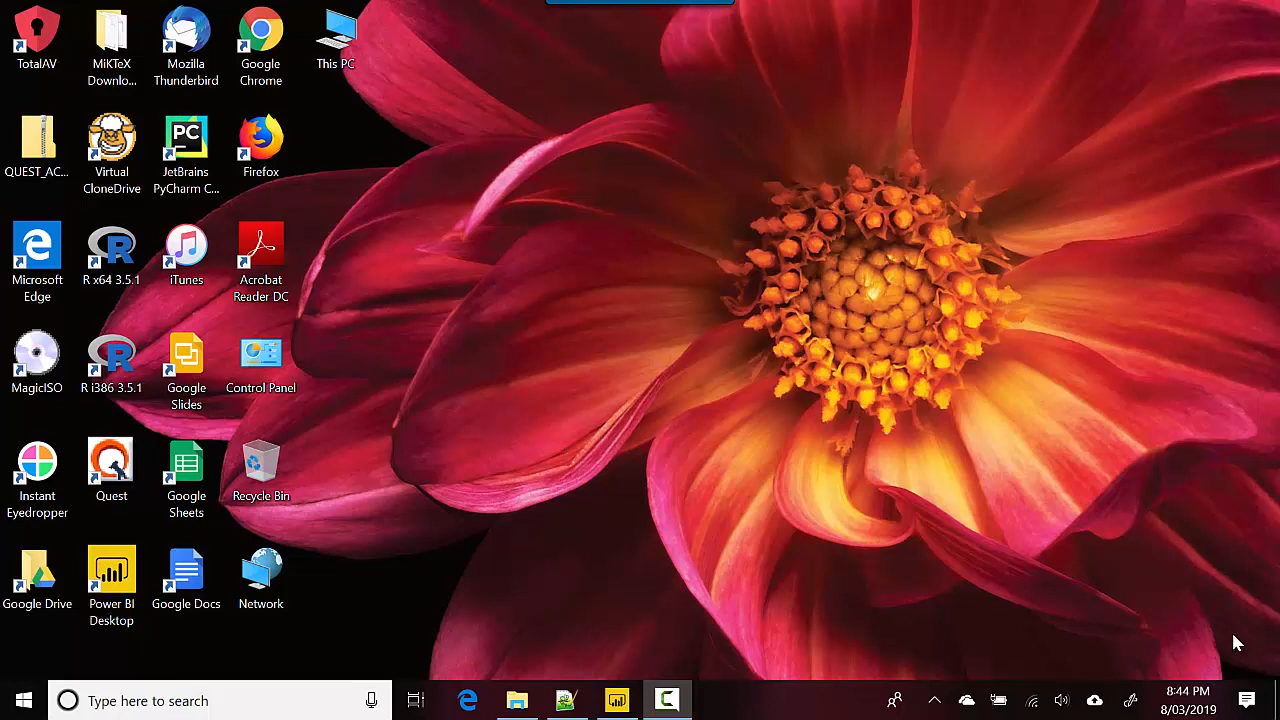 TotalAV
MiKTeX
Downlo...
Mozilla
Thunderbird
Google
Chrome
This PC
QUEST_AC...
Virtual
CloneDrive
PC
JetBrains
PyCharm C...
Firefox
Microsoft
Edge
R x64 3.5.1
iTunes
Acrobat
Reader DC
MagicISO
R i386 3.5.1
Google
Slides
Control Panel
Instant
Eyedropper
Quest
Google
Sheets
Recycle Bin
Google Drive
Power BI
Desktop
Google Docs
Network
Type here to search
8:44 PM
8/03/2019